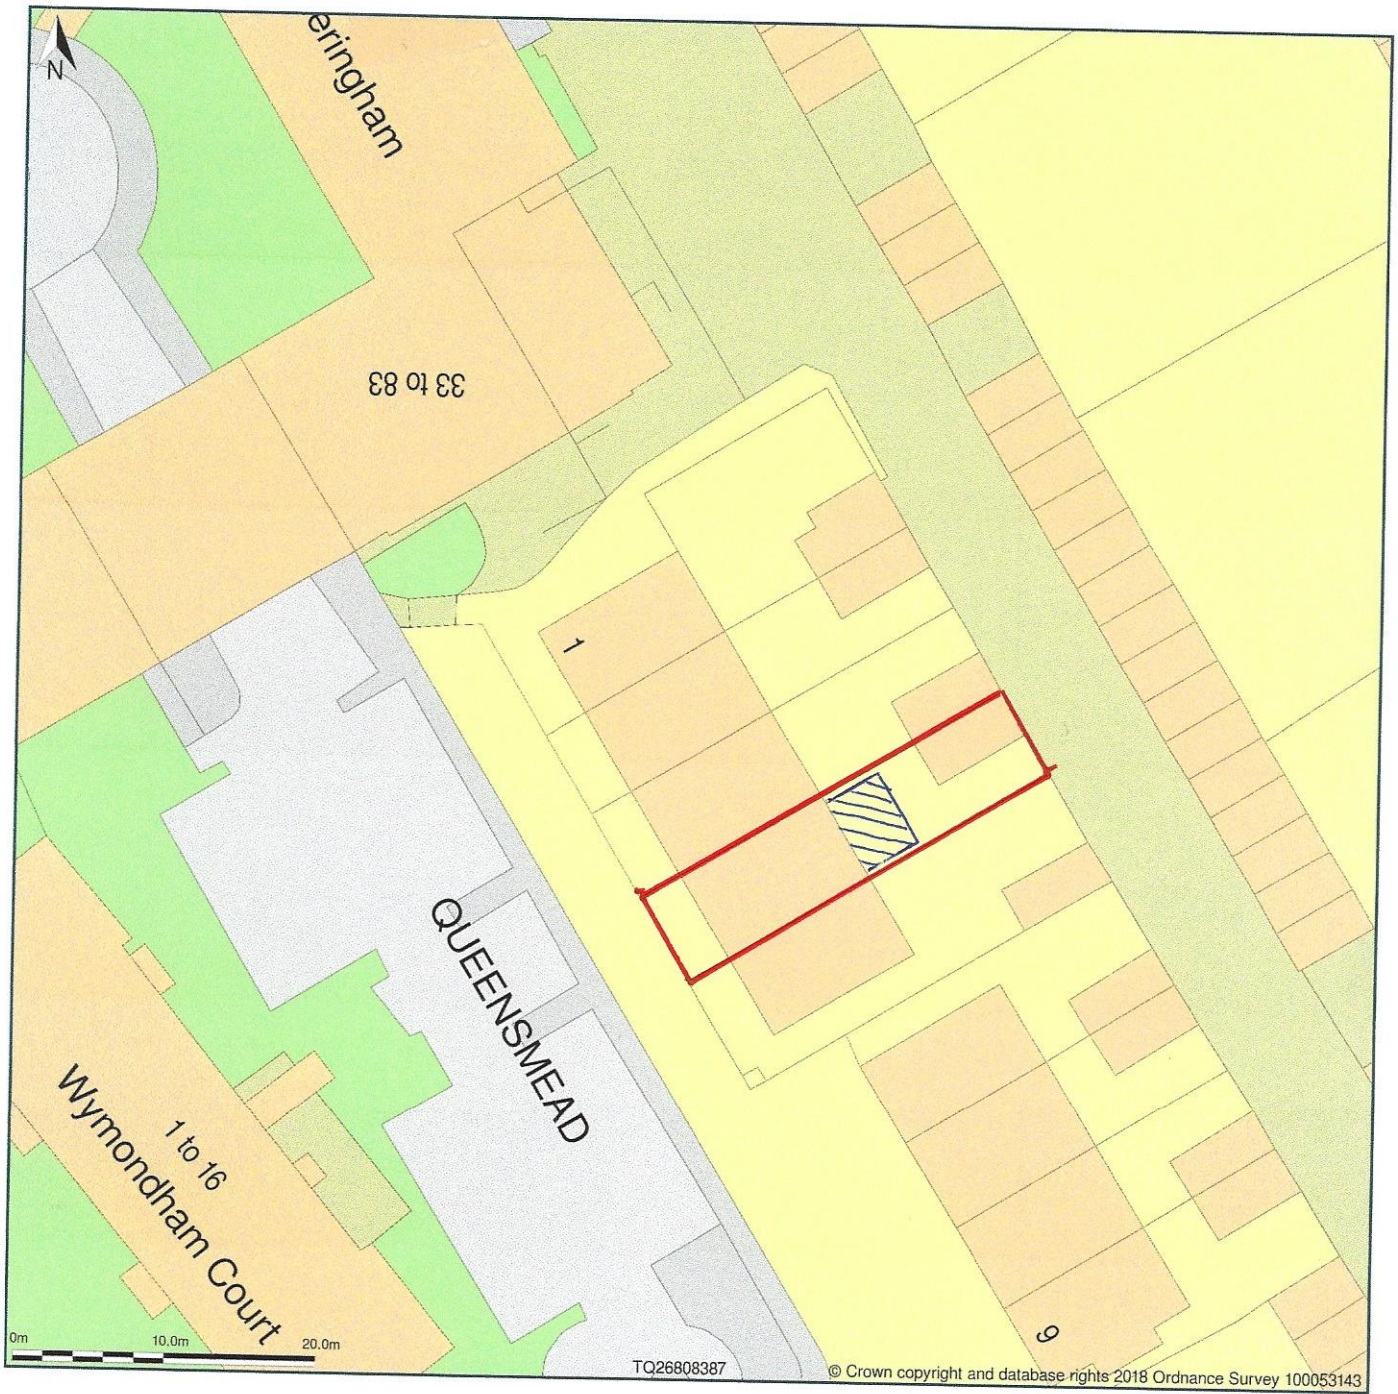 N
eringham
33 to 83
1
QUEENSMEAD
1 to 16
Wymondham Court
9
0m 10.0m 20.0m
TQ26808387
© Crown copyright and database rights 2018 Ordnance Survey 100053143